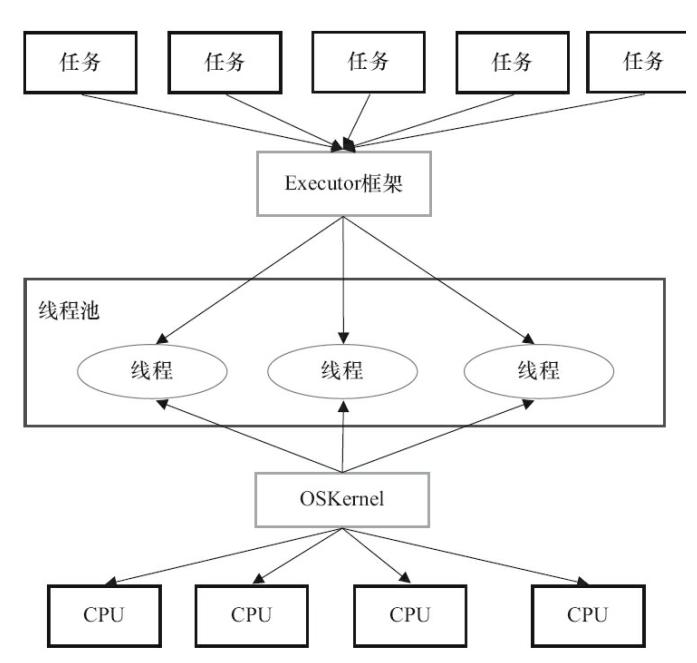 任务 任务 任务 任务 任务
Executor框架
线程池
线程 线程 线程
OSKernel
CPU CPU CPU CPU